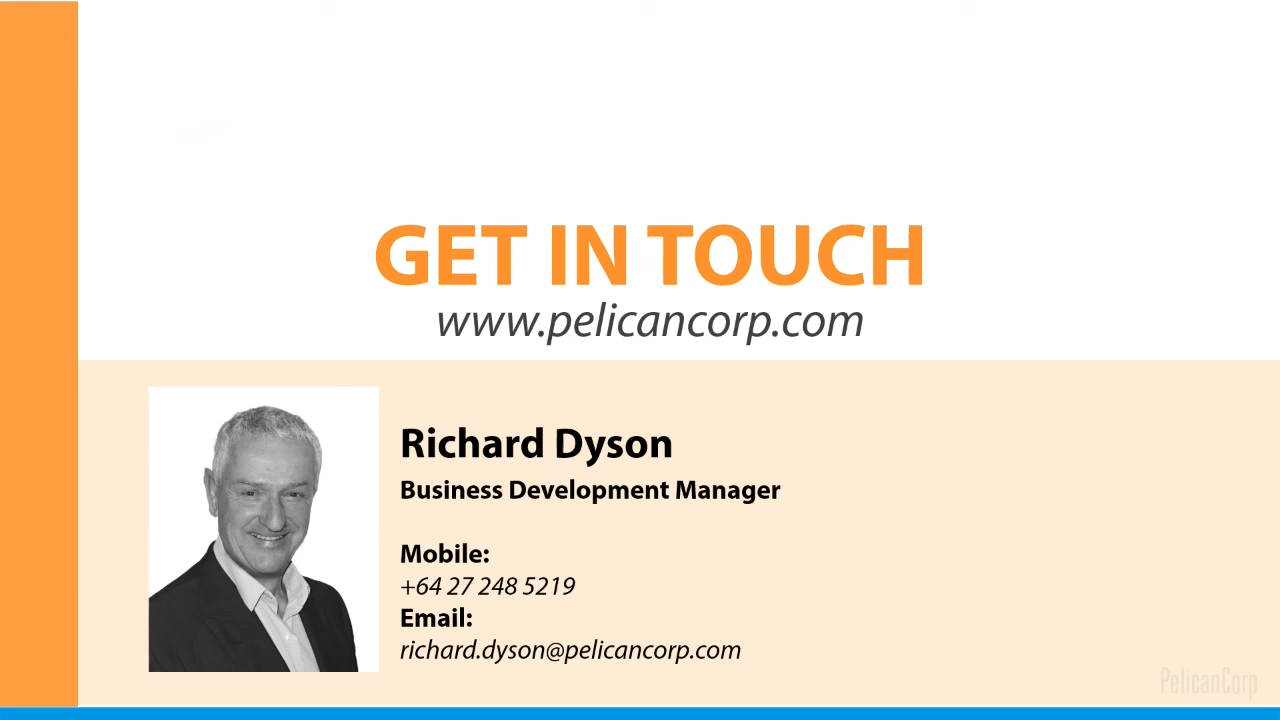 GET IN TOUCH
www.pelicancorp.com
Richard Dyson
Business Development Manager
Mobile:
+64 27 248 5219
Email:
richard.dyson@pelicancorp.com
PelicanCorp